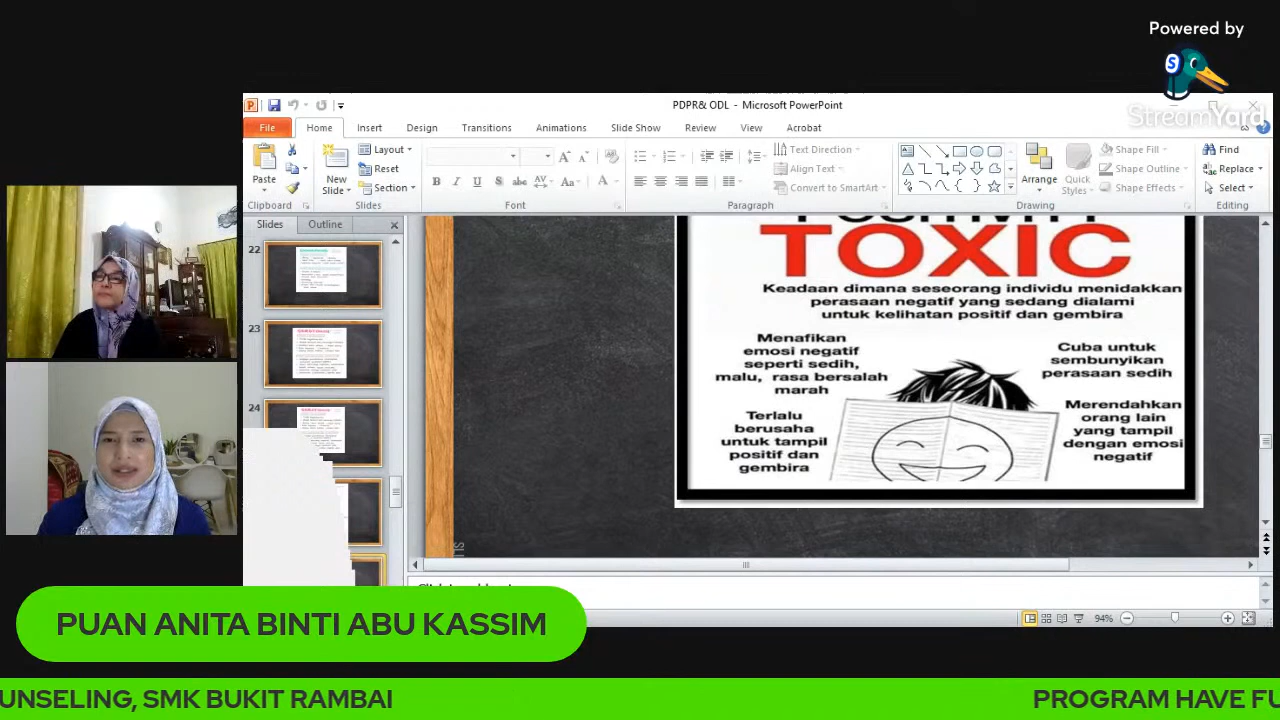 Powered by
StreamYard
PDPR& ODL - Microsoft PowerPoint
File Home Insert Design Transitions Animations Slide Show Review View Acrobat
Paste
New
Slide
Layout
Reset
Section
Text Direction
Align Text
Convert to SmartArt
Arrange
Quick
Styles
Shape Fill
Shape Outline
Shape Effects
Find
Replace
Select
Clipboard Slides Font Paragraph Drawing Editing
Slides Outline
22
23
24
POSITIVITY
TOXIC
Keadaan dimana seseorang individu menidakkan
perasaan negatif yang sedang dialami
untuk kelihatan positif dan gembira
Menafikan
emosi negatif
seperti sedih,
malu, rasa bersalah
marah
Terlalu
berusaha
untuk tampil
positif dan
gembira
Cuba untuk
sembunyikan
perasaan sedih
Merendahkan
orang lain
yang tampil
dengan emosi
negatif
94%
PUAN ANITA BINTI ABU KASSIM
UNSELING, SMK BUKIT RAMBAI
PROGRAM HAVE FU